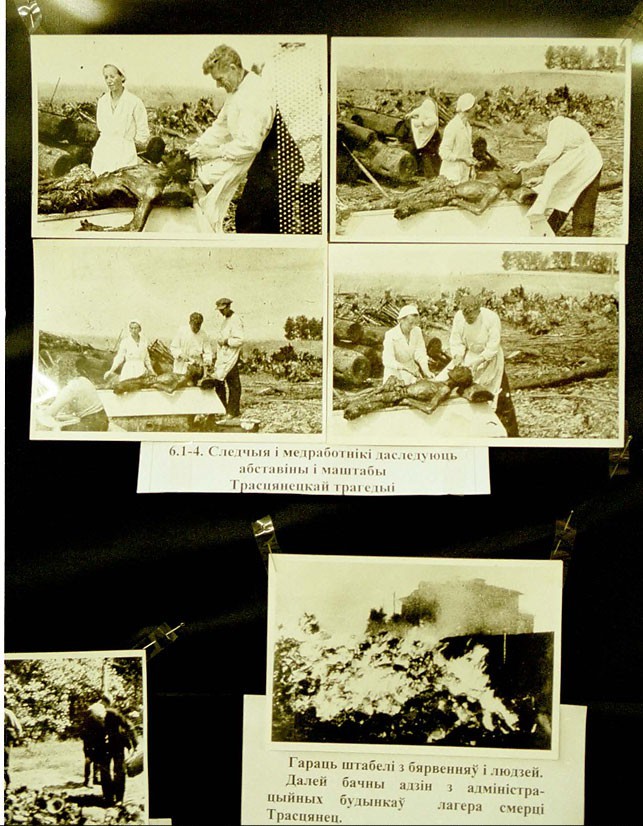 6.1-4. Следчыя і медработнікі даследуюць
абставіны і маштабы
Трасцянецкай трагедыі
Гараць штабелі з бярвенняў і людзей.
Далей бачны адзін з адміністра-
цыйных будынкаў лагера смерці
Трасцянец.